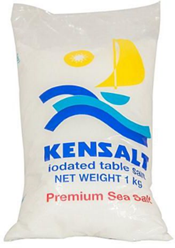 KENSALT
iodated table salt
NET WEIGHT 1 kg
Premium Sea Salt